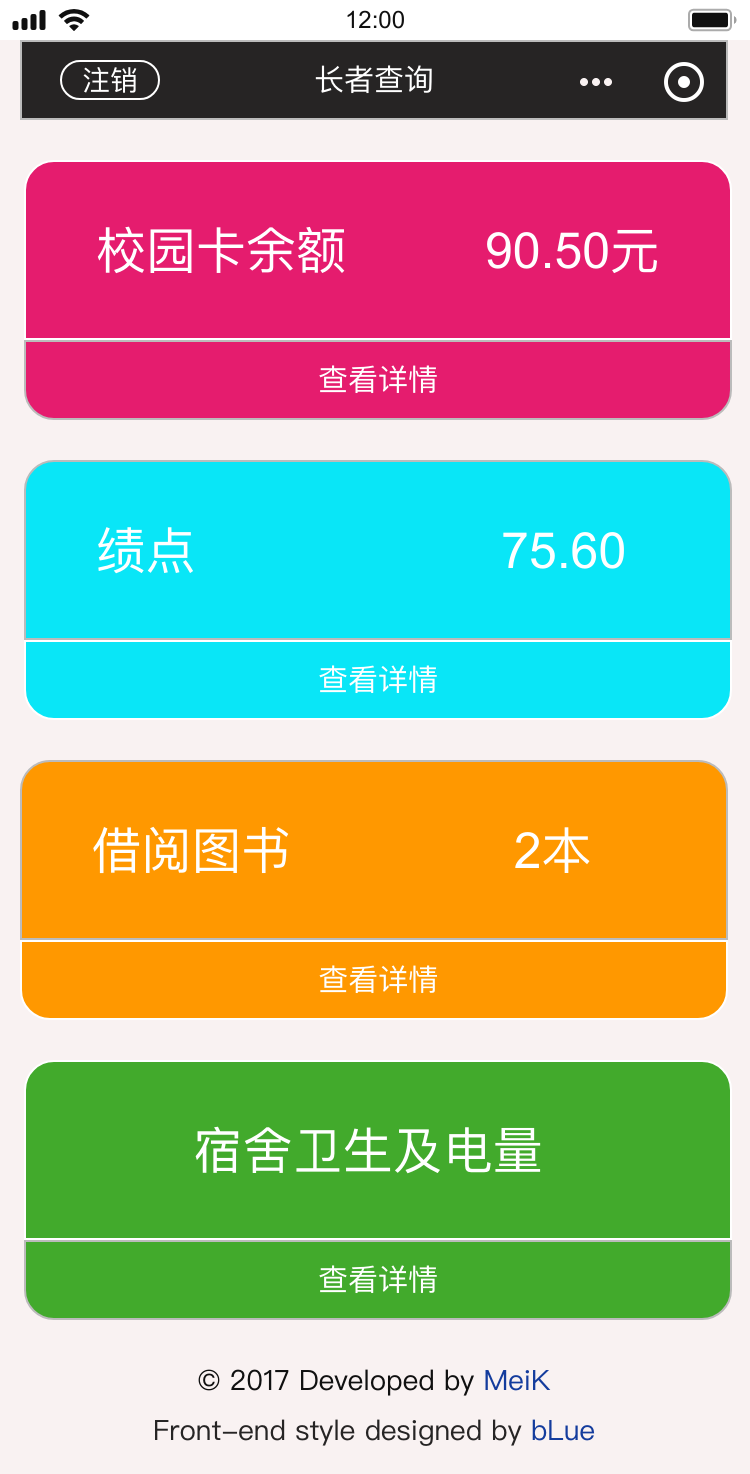 12:00
注销 长者查询
校园卡余额 90.50元
查看详情
绩点 75.60
查看详情
借阅图书 2本
查看详情
宿舍卫生及电量
查看详情
© 2017 Developed by MeiK
Front-end style designed by bLue